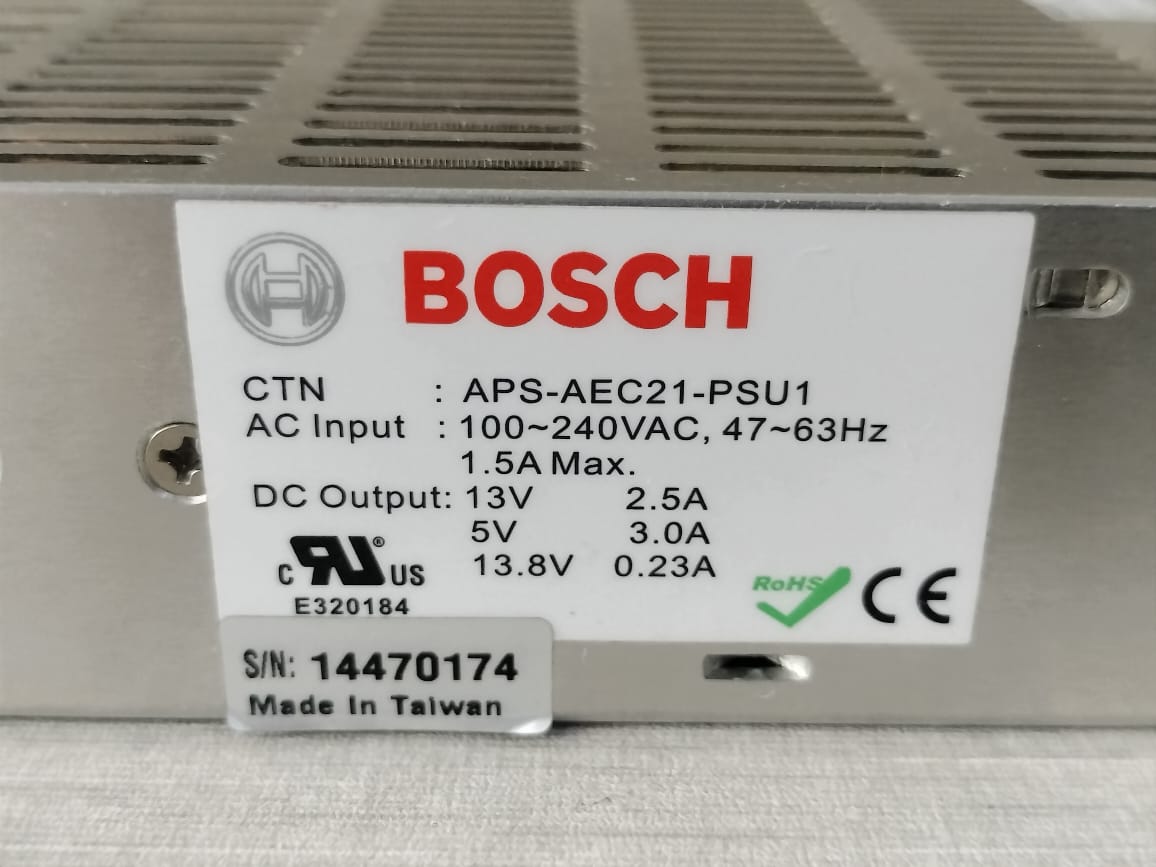 BOSCH
CTN : APS-AEC21-PSU1
AC Input : 100~240VAC, 47~63Hz
1.5A Max.
DC Output: 13V 2.5A
5V 3.0A
13.8V 0.23A
C RU ® US
E320184
RoHS CE
S/N: 14470174
Made In Taiwan